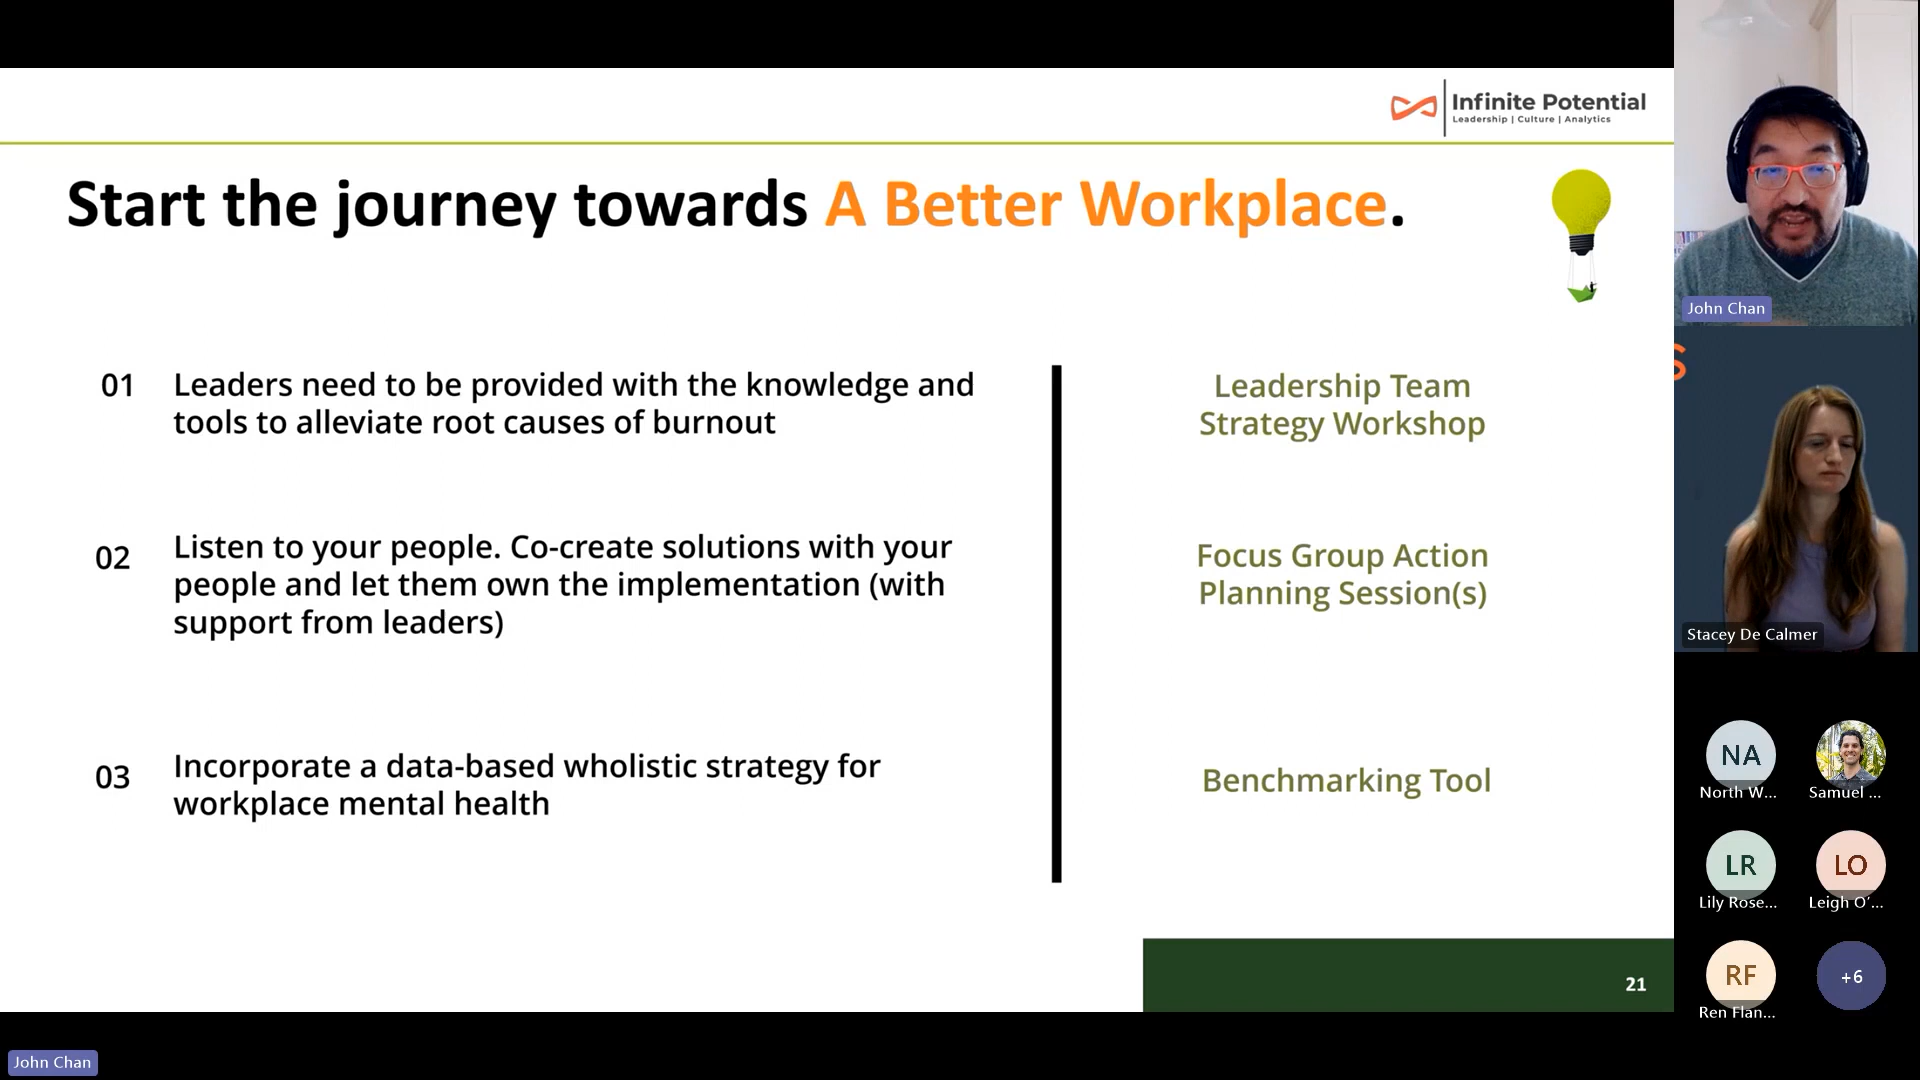 Infinite Potential
Leadership | Culture | Analytics
Start the journey towards A Better Workplace.
01
Leaders need to be provided with the knowledge and
tools to alleviate root causes of burnout
Leadership Team
Strategy Workshop
02
Listen to your people. Co-create solutions with your
people and let them own the implementation (with
support from leaders)
Focus Group Action
Planning Session(s)
03
Incorporate a data-based wholistic strategy for
workplace mental health
Benchmarking Tool
21
John Chan
S
Stacey De Calmer
NA
North W...
Samuel ...
LR
Lily Rose...
LO
Leigh O'...
RF
Ren Flan...
+6
John Chan